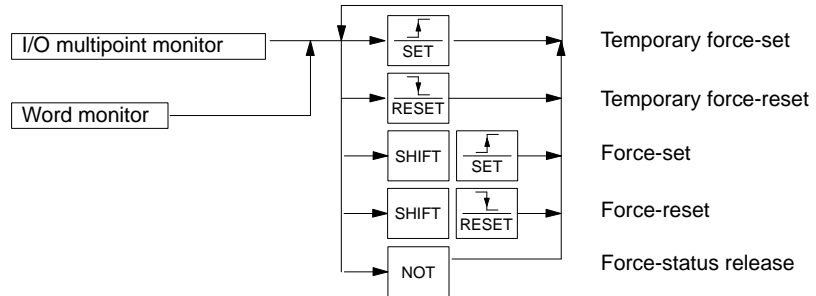 I/O multipoint monitor
SET
Temporary force-set
Word monitor
RESET
Temporary force-reset
SHIFT
SET
Force-set
SHIFT
RESET
Force-reset
NOT
Force-status release